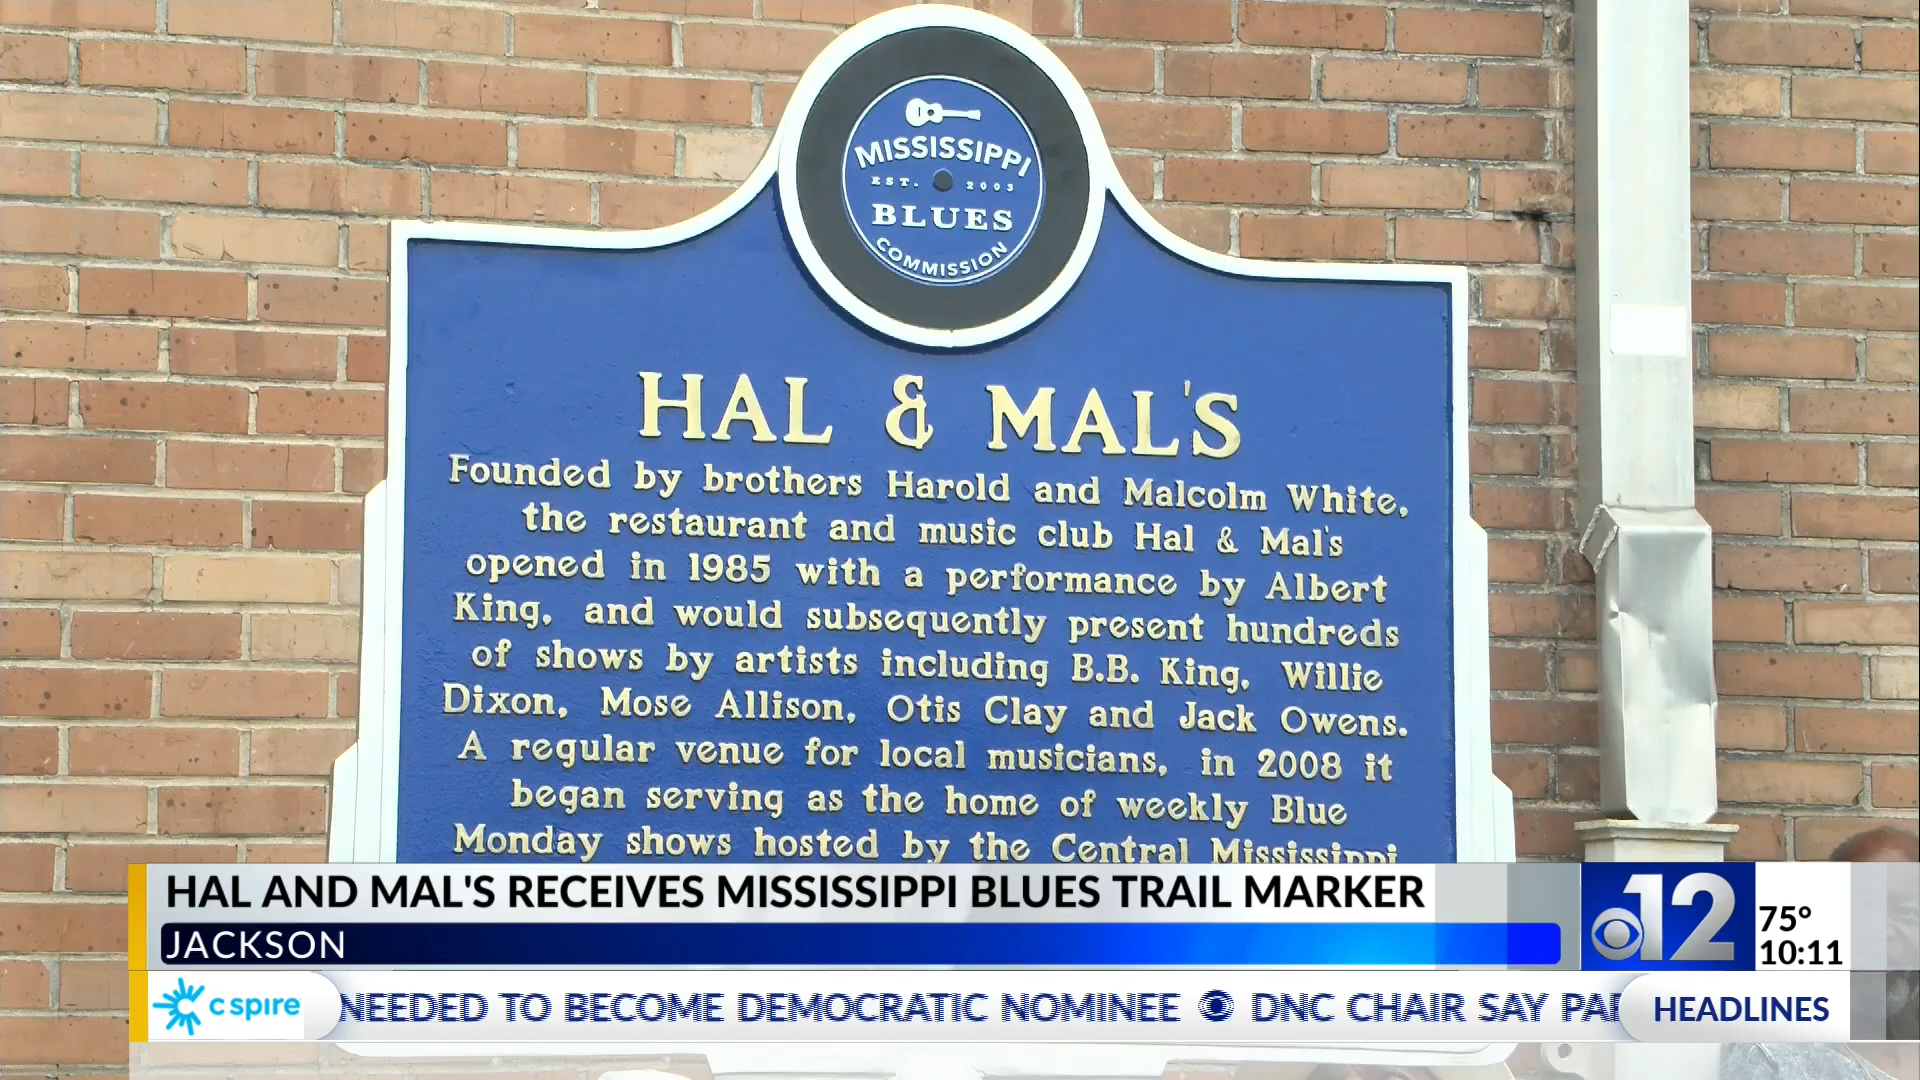 MISSISSIPPI
EST. 2003
BLUES
COMMISSION
HAL & MAL'S
Founded by brothers Harold and Malcolm White,
the restaurant and music club Hal & Mal's
opened in 1985 with a performance by Albert
King, and would subsequently present hundreds
of shows by artists including B.B. King, Willie
Dixon, Mose Allison, Otis Clay and Jack Owens.
A regular venue for local musicians, in 2008 it
began serving as the home of weekly Blue
Monday shows hosted by the Central Mississippi
HAL AND MAL'S RECEIVES MISSISSIPPI BLUES TRAIL MARKER
JACKSON
12
75°
10:11
c spire
NEEDED TO BECOME DEMOCRATIC NOMINEE DNC CHAIR SAY
HEADLINES